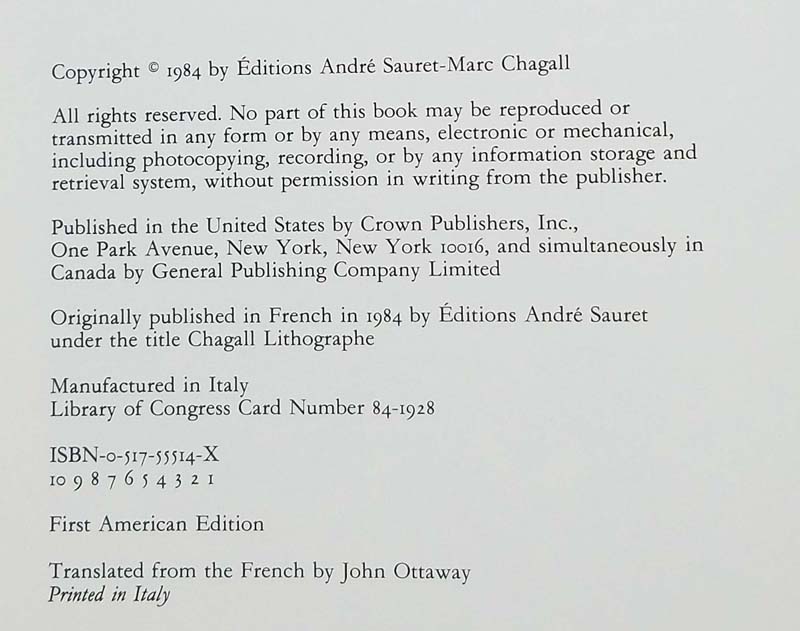 Copyright © 1984 by Éditions André Sauret-Marc Chagall
All rights reserved. No part of this book may be reproduced or
transmitted in any form or by any means, electronic or mechanical,
including photocopying, recording, or by any information storage and
retrieval system, without permission in writing from the publisher.
Published in the United States by Crown Publishers, Inc.,
One Park Avenue, New York, New York 10016, and simultaneously in
Canada by General Publishing Company Limited
Originally published in French in 1984 by Éditions André Sauret
under the title Chagall Lithographe
Manufactured in Italy
Library of Congress Card Number 84-1928
ISBN-0-517-55514-X
10 9 8 7 6 5 4 3 2 1
First American Edition
Translated from the French by John Ottaway
Printed in Italy